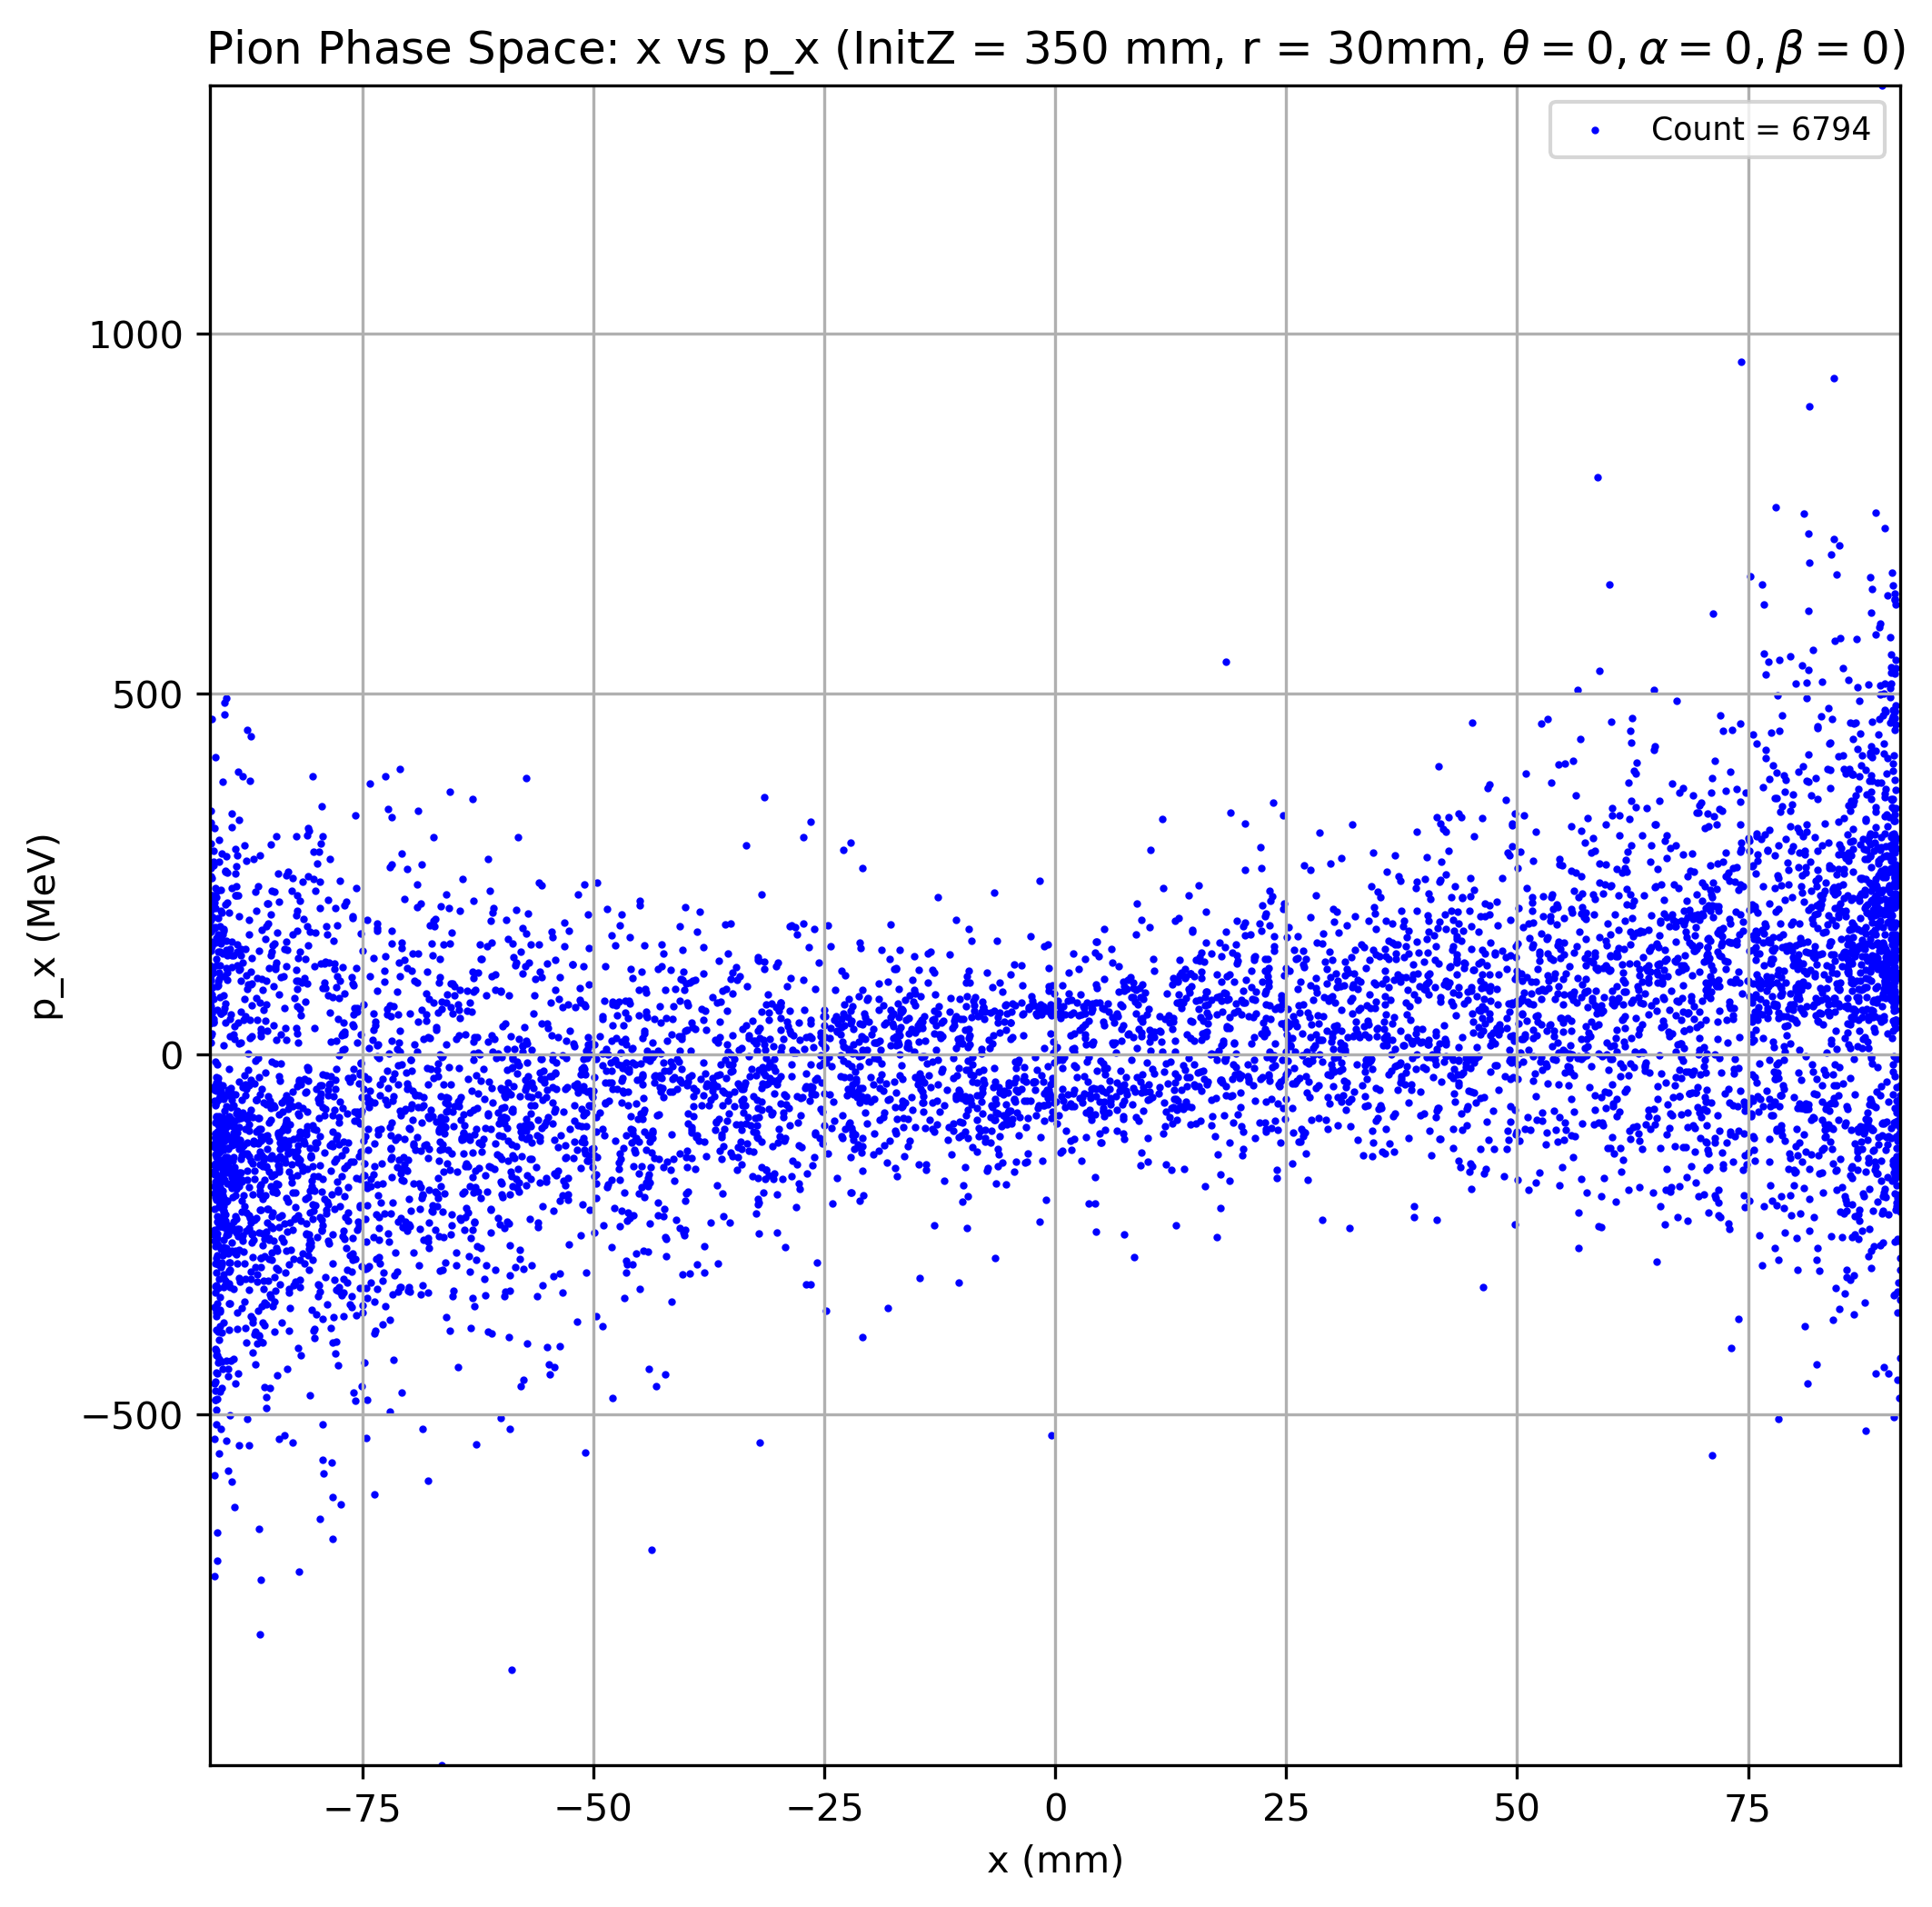 Pion Phase Space: x vs p_x (InitZ = 350 mm, r = 30mm, θ = 0, α = 0, β = 0)
Count = 6794
1000
500
0
−500
p_x (MeV)
−75 −50 −25 0 25 50 75
x (mm)